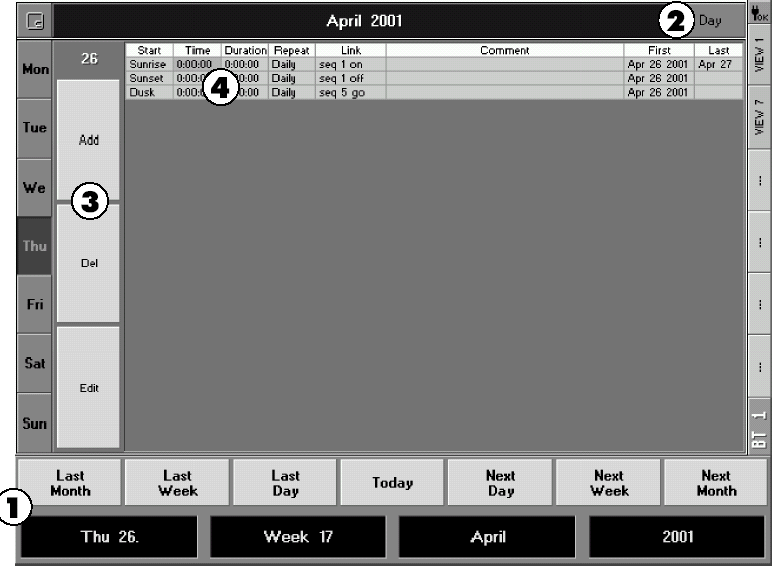 April 2001
2
Day
OK
26
Start Time Duration Repeat Link Comment First Last
Sunrise 0:00:00 0:00:00 Daily seq 1 on Apr 26 2001 Apr 27
Sunset 0:00:00 0:00:00 Daily seq 1 off Apr 26 2001
Dusk 0:00:0 0:00 Daily seq 5 go Apr 26 2001
4
Mon
Tue
We
Thu
Fri
Sat
Sun
Add
3
Del
Edit
VIEW 1
VIEW 7
...
...
...
...
BT 1
Last Month
Last Week
Last Day
Today
Next Day
Next Week
Next Month
1
Thu 26.
Week 17
April
2001